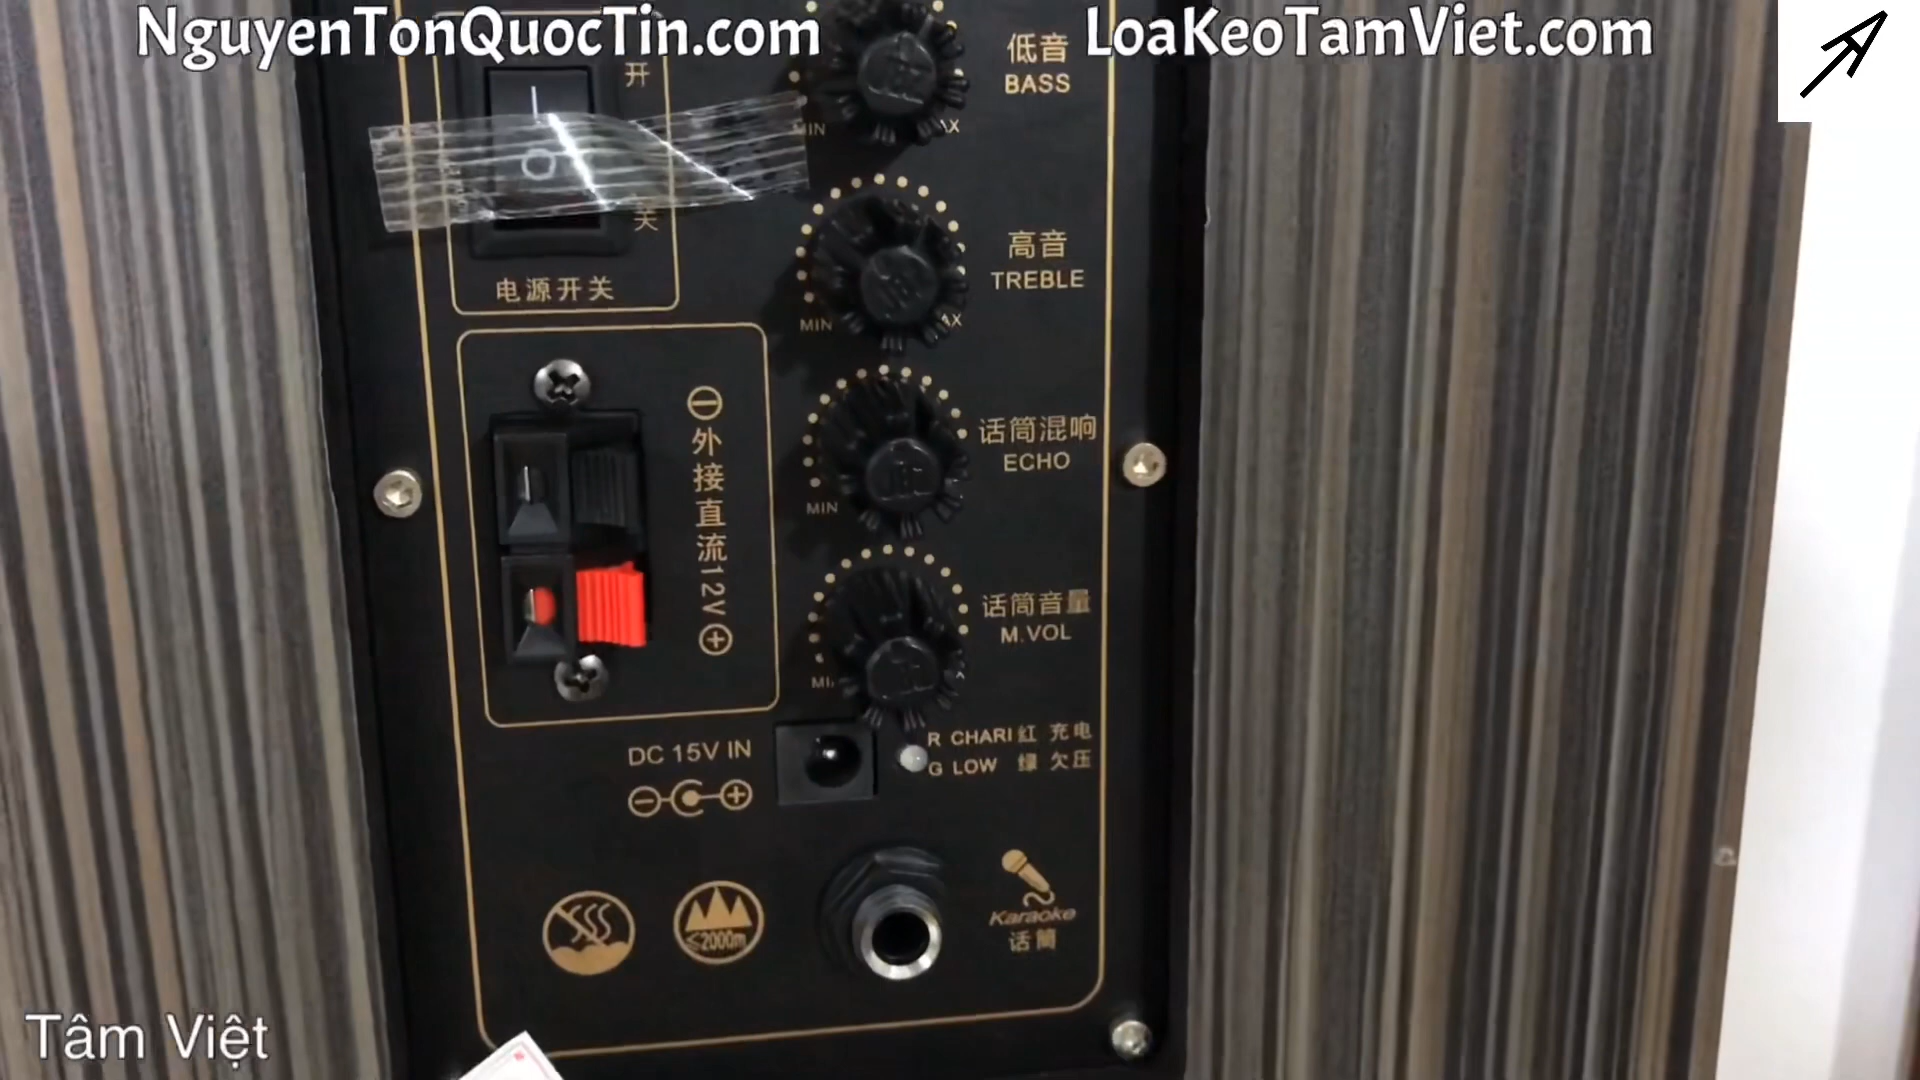 NguyenTonQuocTin.com
LoaKeoTamViet.com
开
关
电源开关
低音
BASS
MIN
AX
高音
TREBLE
MIN
AX
外接直流12V
话筒混响
ECHO
MIN
话筒音量
M.VOL
DC 15V IN
R CHARI 红 充电
G LOW 绿 欠压
≤2000m
Karaoke
话筒
Tâm Việt